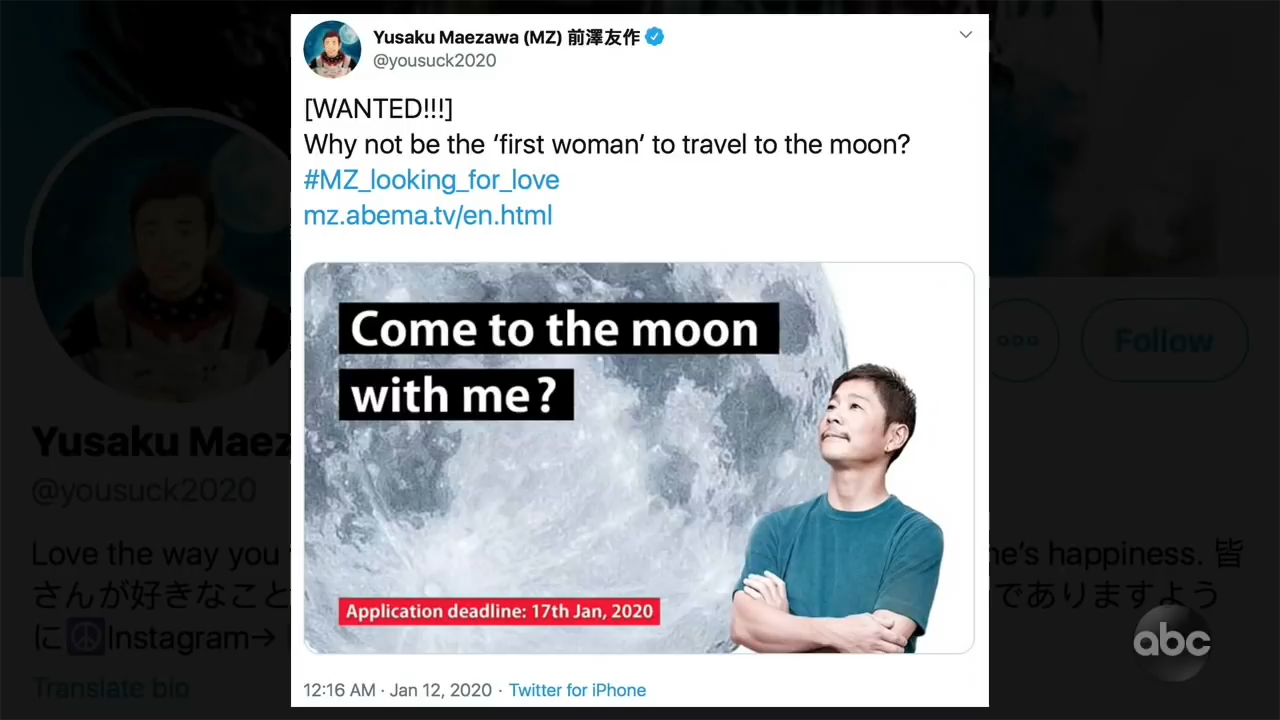 Yusaku Maezawa (MZ) 前澤友作
@yousuck2020
[WANTED!!!]
Why not be the ‘first woman’ to travel to the moon?
#MZ_looking_for_love
mz.abema.tv/en.html
Come to the moon
with me?
Application deadline: 17th Jan, 2020
12:16 AM · Jan 12, 2020 · Twitter for iPhone
Follow
Yusaku Maez
@yousuck2020
Love the way you
ne’s happiness. 皆
さんが好きなこと
でありますよう
に☮Instagram→
Translate bio
abc